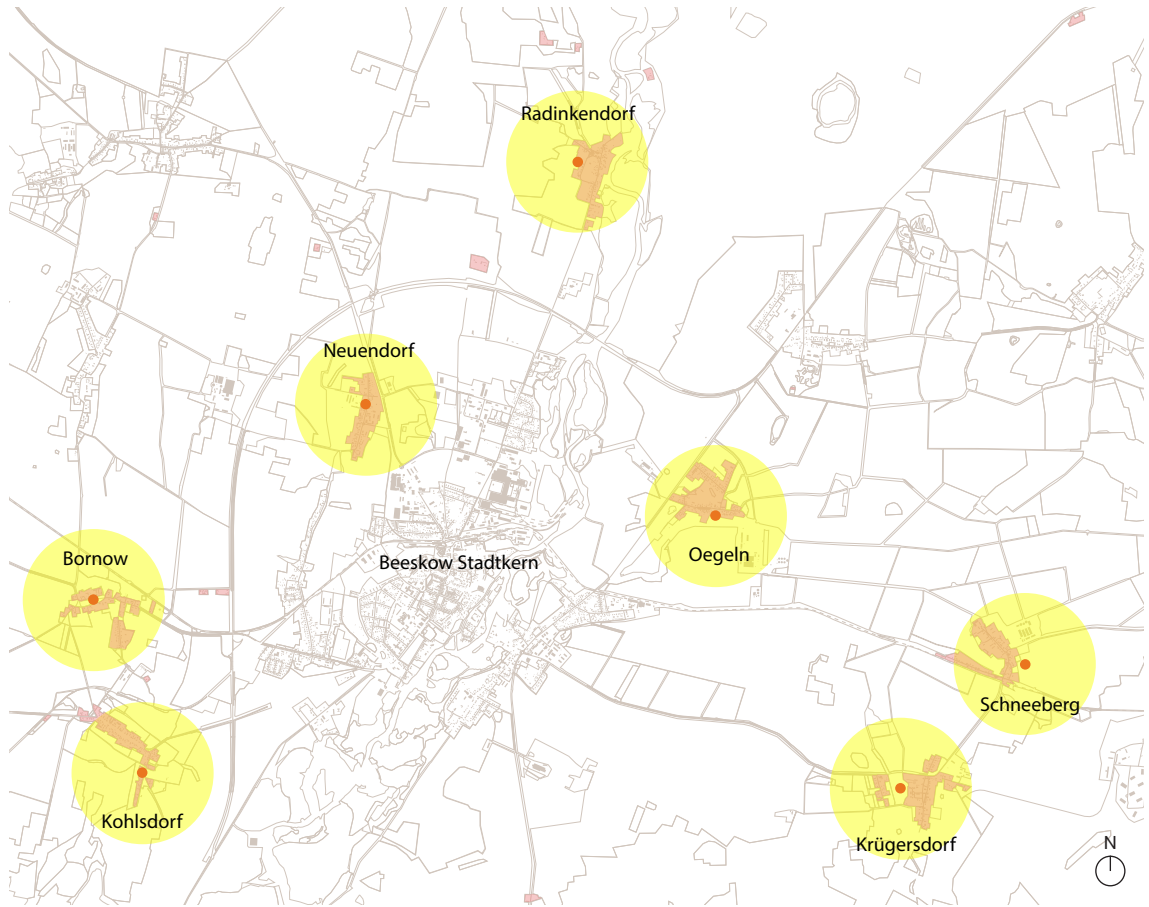 Radinkendorf
Neuendorf
Bornow
Beeskow Stadtkern
Oegeln
Schneeberg
Kohlsdorf
Krügersdorf
N